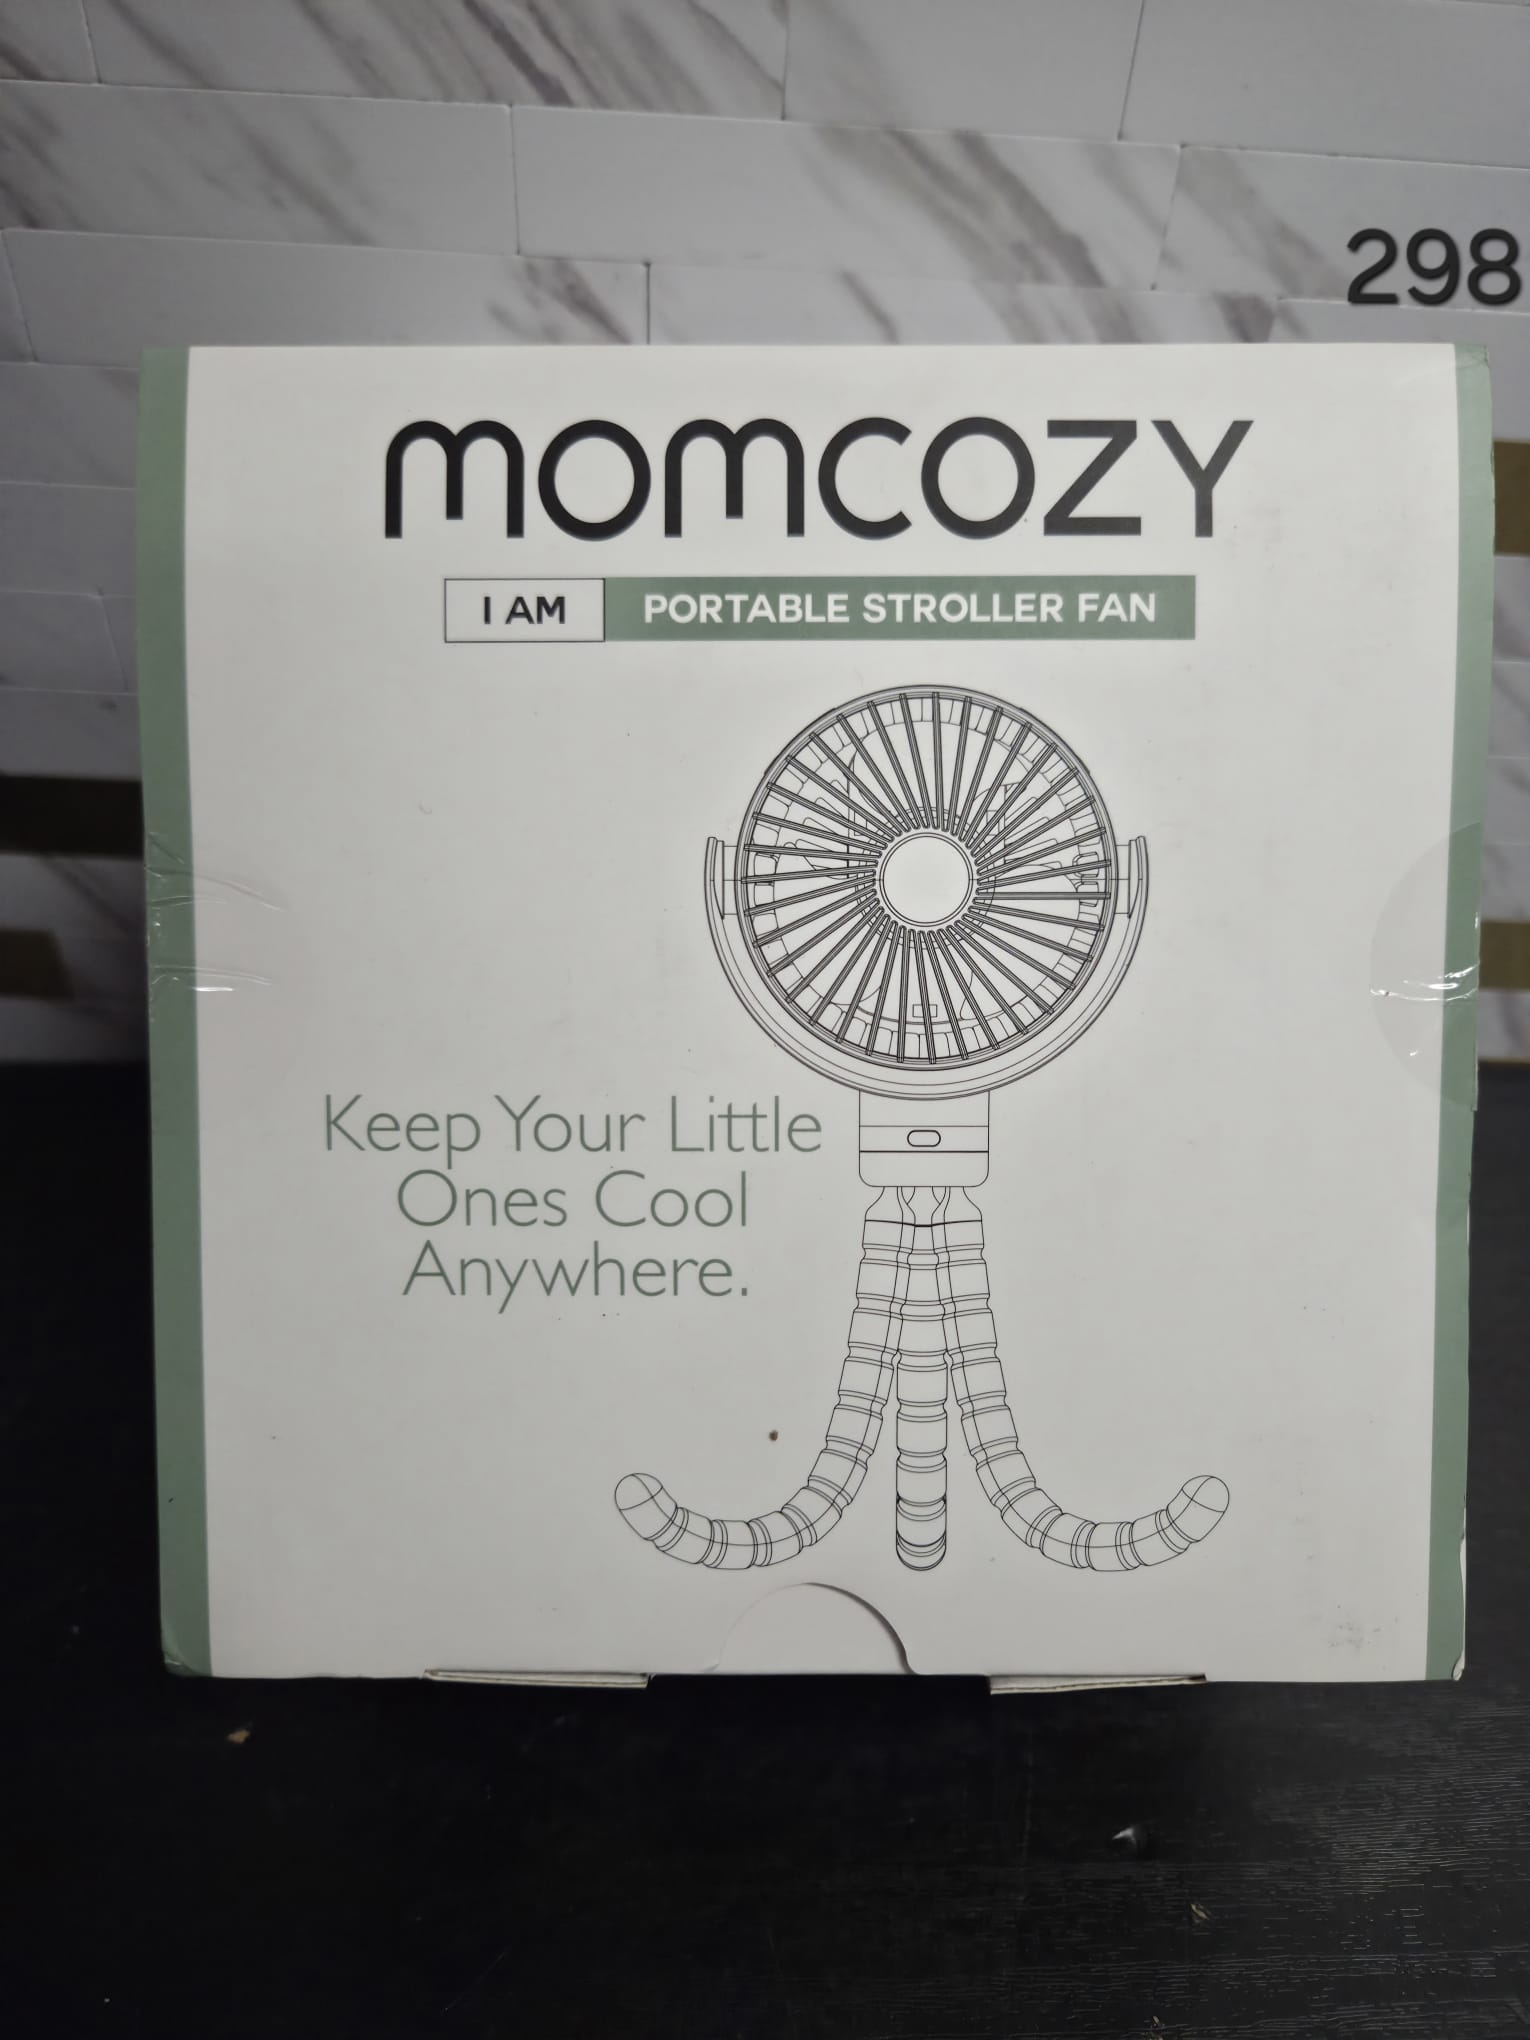 298
MOMCOZY
I AM PORTABLE STROLLER FAN
Keep Your Little
Ones Cool
Anywhere.